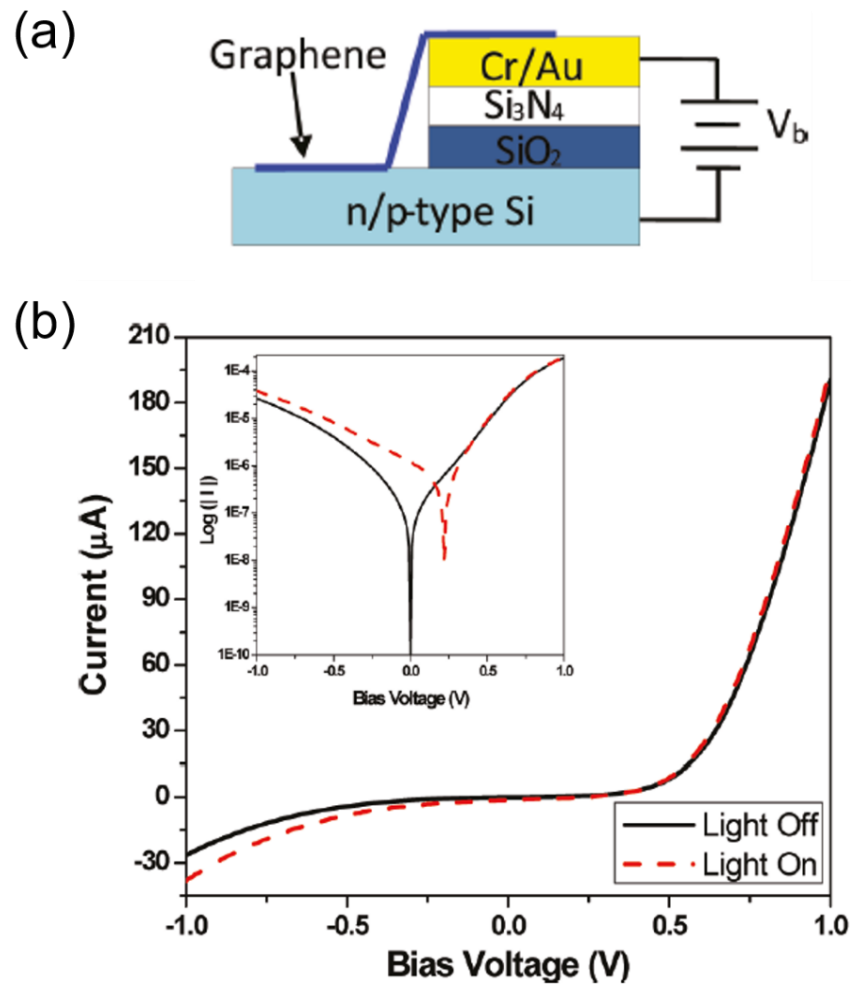 (a)
Graphene
Cr/Au
Si₃N₄
SiO₂
n/p-type Si
V_b
(b)
210
180
150
120
90
60
30
0
-30
Current (μA)
-1.0
-0.5
0.0
0.5
1.0
Bias Voltage (V)
1E-4
1E-5
1E-6
1E-7
1E-8
1E-9
1E-10
Log (| I |)
-1.0
-0.5
0.0
0.5
1.0
Bias Voltage (V)
Light Off
Light On